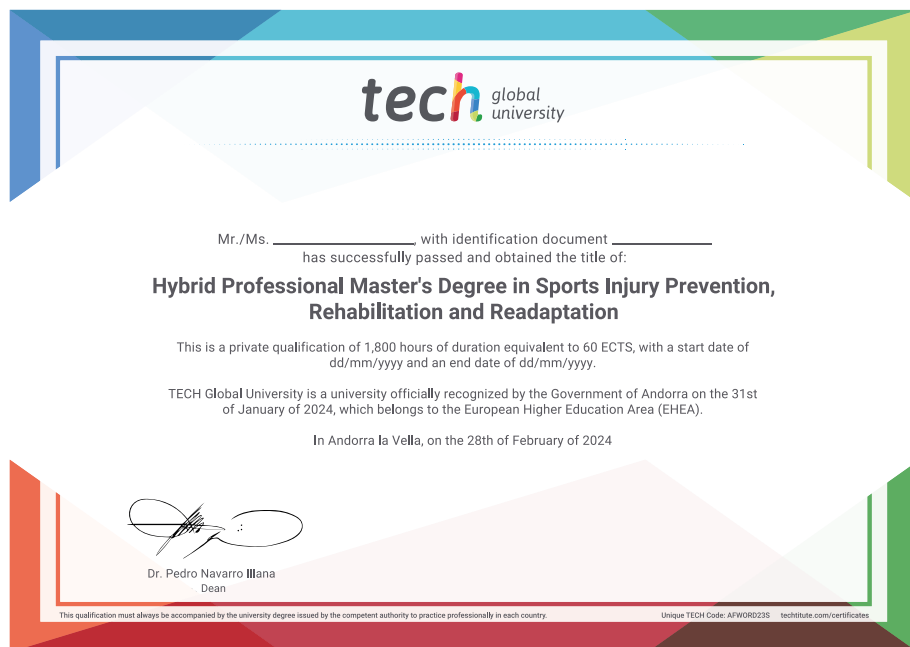 tech global university
Mr./Ms. ____________, with identification document ____________
has successfully passed and obtained the title of:
Hybrid Professional Master's Degree in Sports Injury Prevention,
Rehabilitation and Readaptation
This is a private qualification of 1,800 hours of duration equivalent to 60 ECTS, with a start date of
dd/mm/yyyy and an end date of dd/mm/yyyy.
TECH Global University is a university officially recognized by the Government of Andorra on the 31st
of January of 2024, which belongs to the European Higher Education Area (EHEA).
In Andorra la Vella, on the 28th of February of 2024
Dr. Pedro Navarro Illana
Dean
This qualification must always be accompanied by the university degree issued by the competent authority to practice professionally in each country.
Unique TECH Code: AFWORD23S techtitute.com/certificates